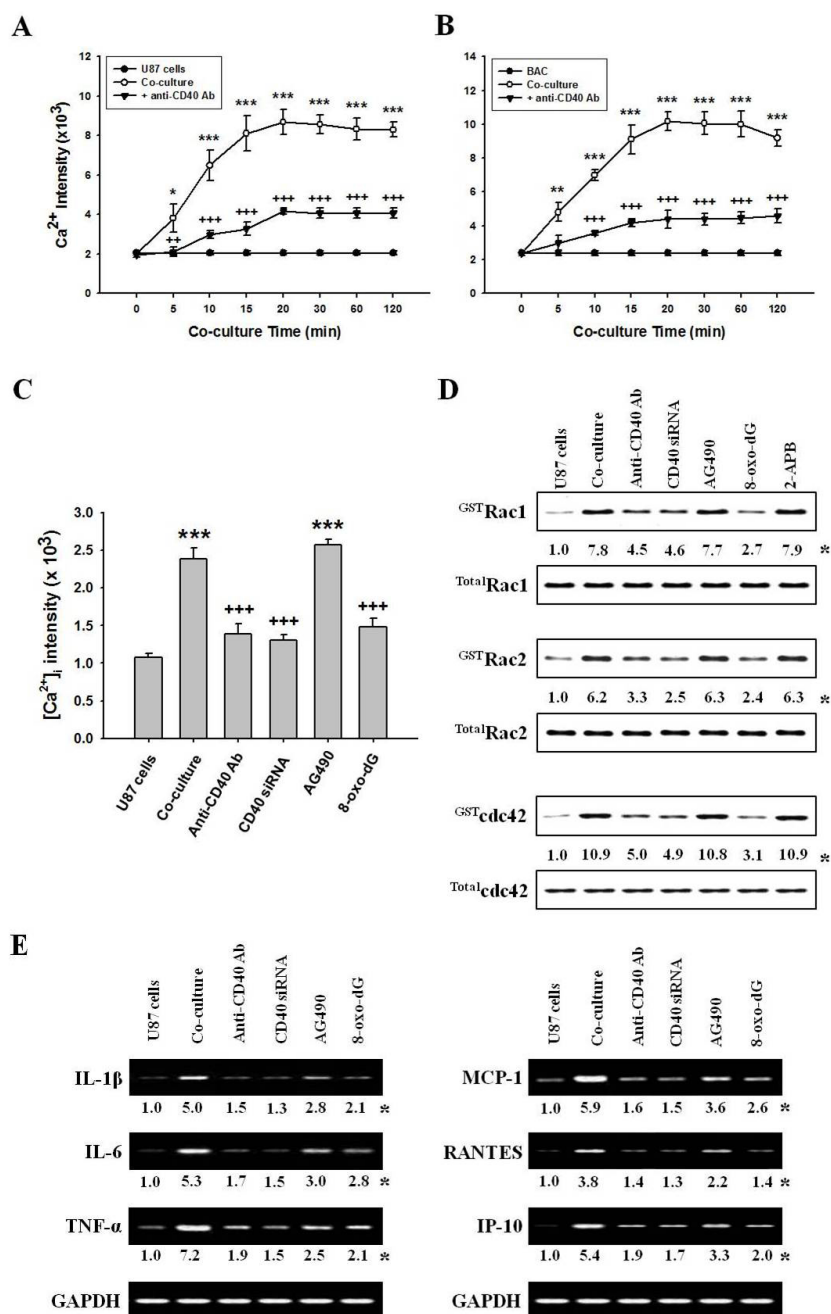 A
U87 cells
Co-culture
+ anti-CD40 Ab
Ca2+ Intensity (x103)
12
10
8
6
4
2
0
* *** *** *** *** *** ***
++ +++ +++ +++ +++ +++ +++
0 5 10 15 20 30 60 120
Co-culture Time (min)
B
BAC
Co-culture
+ anti-CD40 Ab
14
12
10
8
6
4
2
0
** *** *** *** *** *** ***
+++ +++ +++ +++ +++ +++
0 5 10 15 20 30 60 120
Co-culture Time (min)
C
[Ca2+]i intensity (x 103)
3.0
2.5
2.0
1.5
1.0
0.5
0.0
*** +++ +++ *** +++
U87 cells
Co-culture
Anti-CD40 Ab
CD40 siRNA
AG490
8-oxo-dG
D
U87 cells
Co-culture
Anti-CD40 Ab
CD40 siRNA
AG490
8-oxo-dG
2-APB
GSTRac1
1.0 7.8 4.5 4.6 7.7 2.7 7.9 *
TotalRac1
GSTRac2
1.0 6.2 3.3 2.5 6.3 2.4 6.3 *
TotalRac2
GSTcdc42
1.0 10.9 5.0 4.9 10.8 3.1 10.9 *
Totalcdc42
E
U87 cells
Co-culture
Anti-CD40 Ab
CD40 siRNA
AG490
8-oxo-dG
IL-1β
1.0 5.0 1.5 1.3 2.8 2.1 *
IL-6
1.0 5.3 1.7 1.5 3.0 2.8 *
TNF-α
1.0 7.2 1.9 1.5 2.5 2.1 *
GAPDH
U87 cells
Co-culture
Anti-CD40 Ab
CD40 siRNA
AG490
8-oxo-dG
MCP-1
1.0 5.9 1.6 1.5 3.6 2.6 *
RANTES
1.0 3.8 1.4 1.3 2.2 1.4 *
IP-10
1.0 5.4 1.9 1.7 3.3 2.0 *
GAPDH